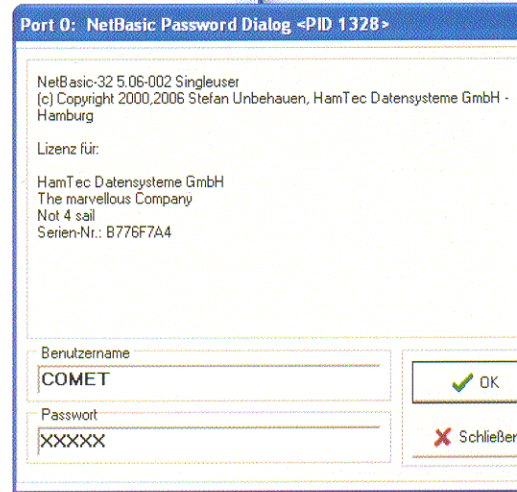 Port 0: NetBasic Password Dialog <PID 1328>
NetBasic-32 5.06-002 Singleuser
(c) Copyright 2000,2006 Stefan Unbehauen, HamTec Datensysteme GmbH -
Hamburg
Lizenz für:
HamTec Datensysteme GmbH
The marvellous Company
Not 4 sail
Serien-Nr.: B776F7A4
Benutzername
COMET
OK
Passwort
XXXXX
Schließen